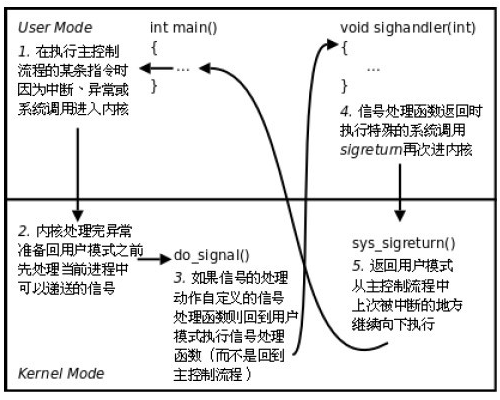 User Mode
int main()
{
...
}
1. 在执行主控制
流程的某条指令时
因为中断、异常或
系统调用进入内核
void sighandler(int)
{
...
}
4. 信号处理函数返回时
执行特殊的系统调用
sigreturn再次进内核
2. 内核处理完异常
准备回用户模式之前
先处理当前进程中
可以递送的信号
do_signal()
3. 如果信号的处理
动作自定义的信号
处理函数则回到用户
模式执行信号处理
函数（而不是回到
主控制流程）
sys_sigreturn()
5. 返回用户模式
从主控制流程中
上次被中断的地方
继续向下执行
Kernel Mode